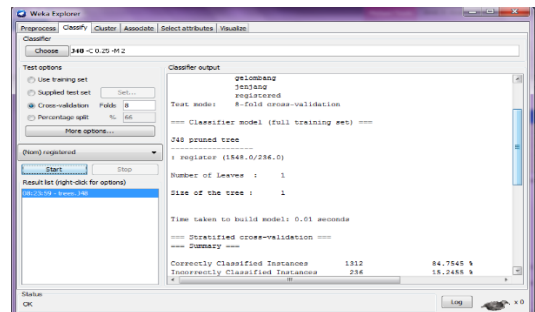 Weka Explorer
Preprocess Classify Cluster Associate Select attributes Visualize
Classifier
Choose J48 -C 0.25 -M 2
Test options
Use training set
Supplied test set Set...
Cross-validation Folds 8
Percentage split % 66
More options...
(Nom) registered
Start Stop
Result list (right-click for options)
08:23:59 - trees.J48
Classifier output
gelombang
jenjang
registered
Test mode: 8-fold cross-validation
=== Classifier model (full training set) ===
J48 pruned tree
------------------
: register (1548.0/236.0)
Number of Leaves : 1
Size of the tree : 1
Time taken to build model: 0.01 seconds
=== Stratified cross-validation ===
=== Summary ===
Correctly Classified Instances 1312 84.7545 %
Incorrectly Classified Instances 236 15.2455 %
Status
OK
Log x 0